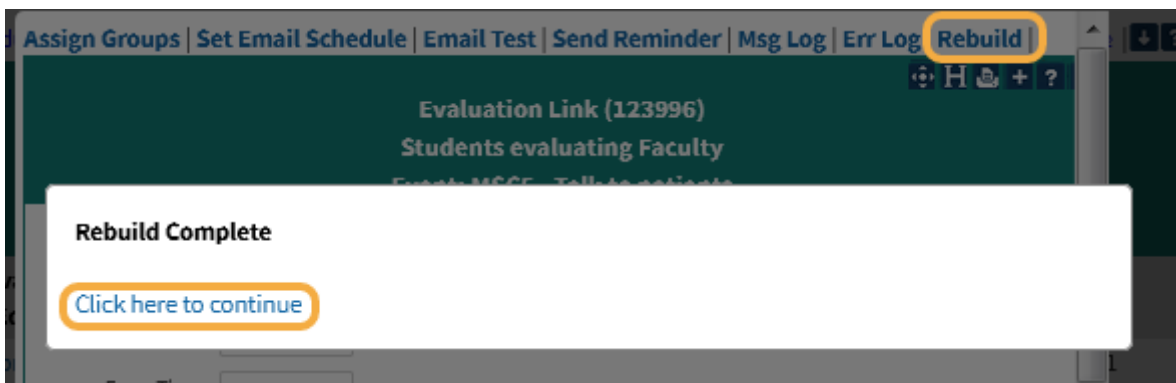 Assign Groups | Set Email Schedule | Email Test | Send Reminder | Msg Log | Err Log | Rebuild |
H + ?
Evaluation Link (123996)
Students evaluating Faculty
Rebuild Complete
Click here to continue